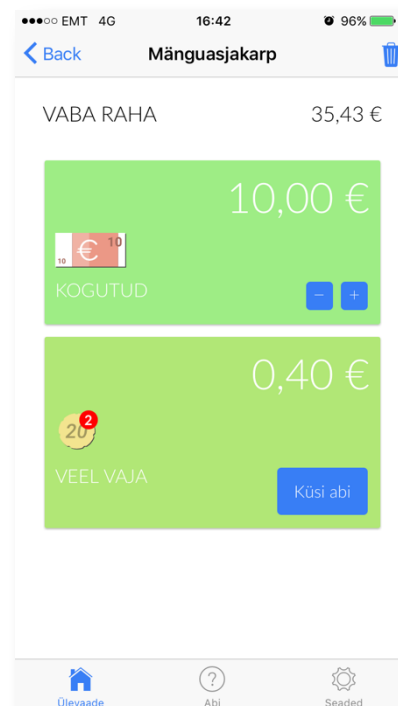 EMT 4G 16:42 96%
Back Mänguasjakarp
VABA RAHA 35,43 €
10,00 €
10 € 10
KOGUTUD
− +
0,40 €
20 2
VEEL VAJA
Küsi abi
?
Ülevaade Abi Seaded